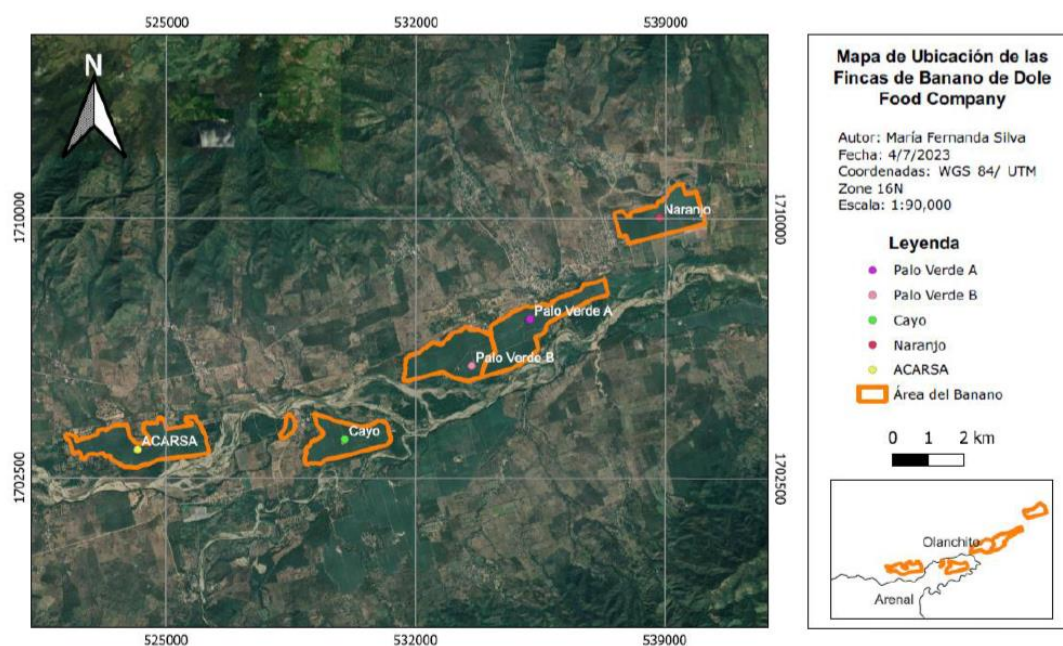 525000 532000 539000
N
1710000 1710000
Naranjo
Palo Verde A
Palo Verde B
ACARSA
Cayo
1702500 1702500
525000 532000 539000
Mapa de Ubicación de las
Fincas de Banano de Dole
Food Company
Autor: María Fernanda Silva
Fecha: 4/7/2023
Coordenadas: WGS 84/ UTM
Zone 16N
Escala: 1:90,000
Leyenda
Palo Verde A
Palo Verde B
Cayo
Naranjo
ACARSA
Área del Banano
0 1 2 km
Olanchito
Arenal